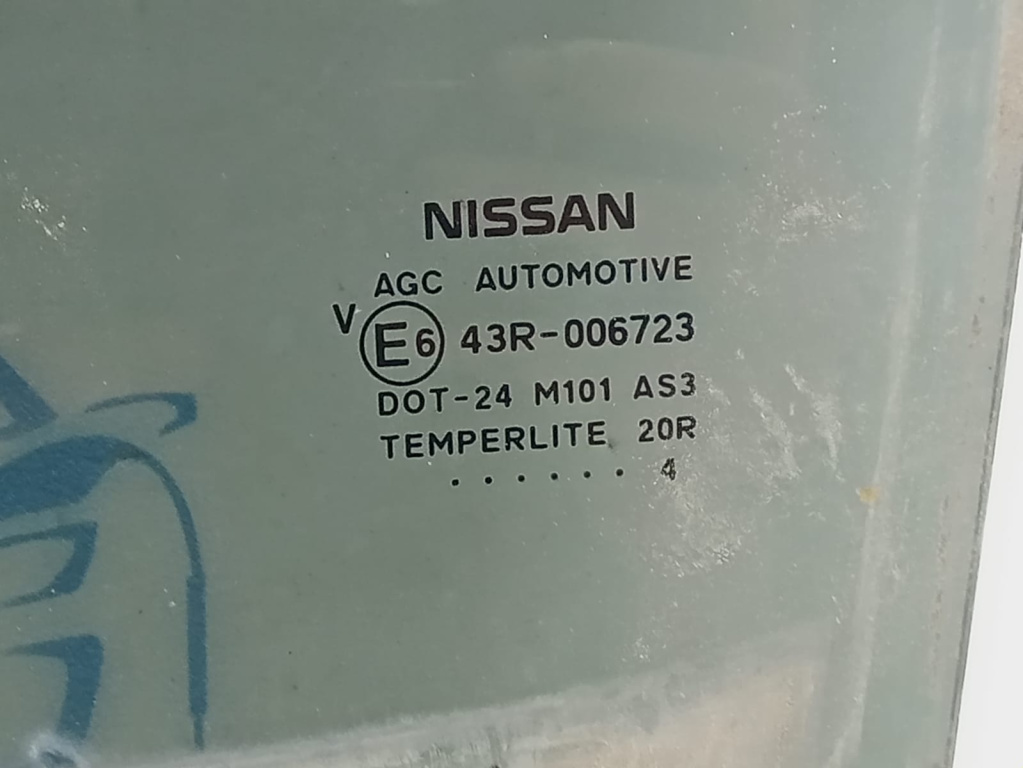 NISSAN
AGC AUTOMOTIVE
V E6 43R-006723
DOT-24 M101 AS3
TEMPERLITE 20R
. . . . . . 4